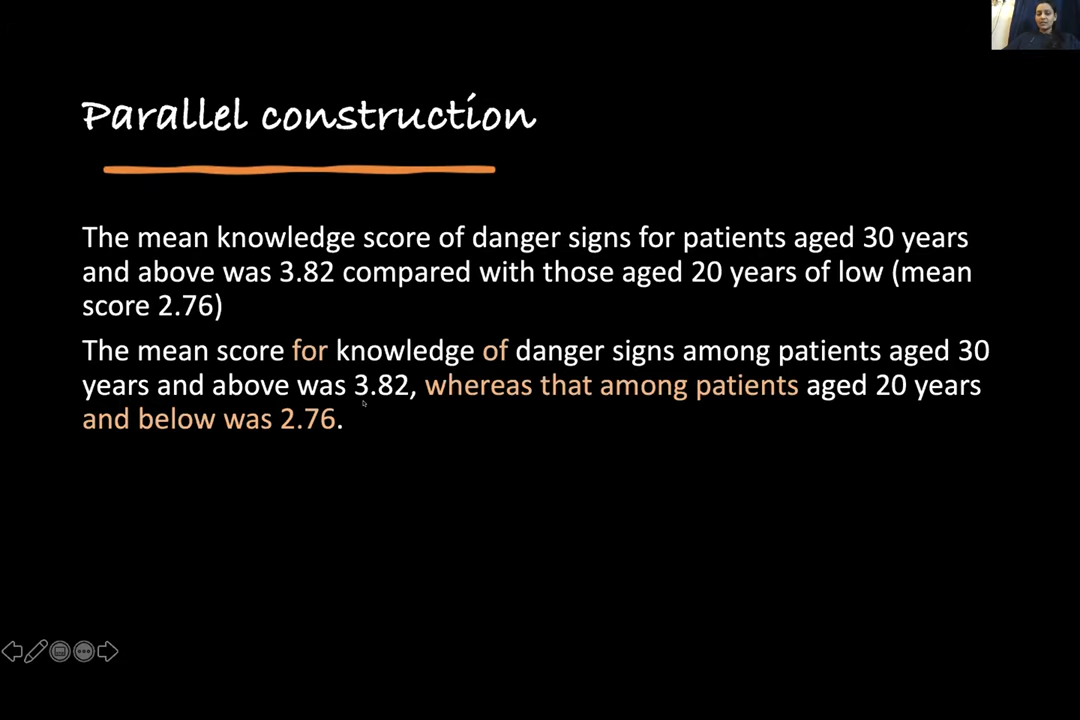 Parallel construction
The mean knowledge score of danger signs for patients aged 30 years
and above was 3.82 compared with those aged 20 years of low (mean
score 2.76)
The mean score for knowledge of danger signs among patients aged 30
years and above was 3.82, whereas that among patients aged 20 years
and below was 2.76.